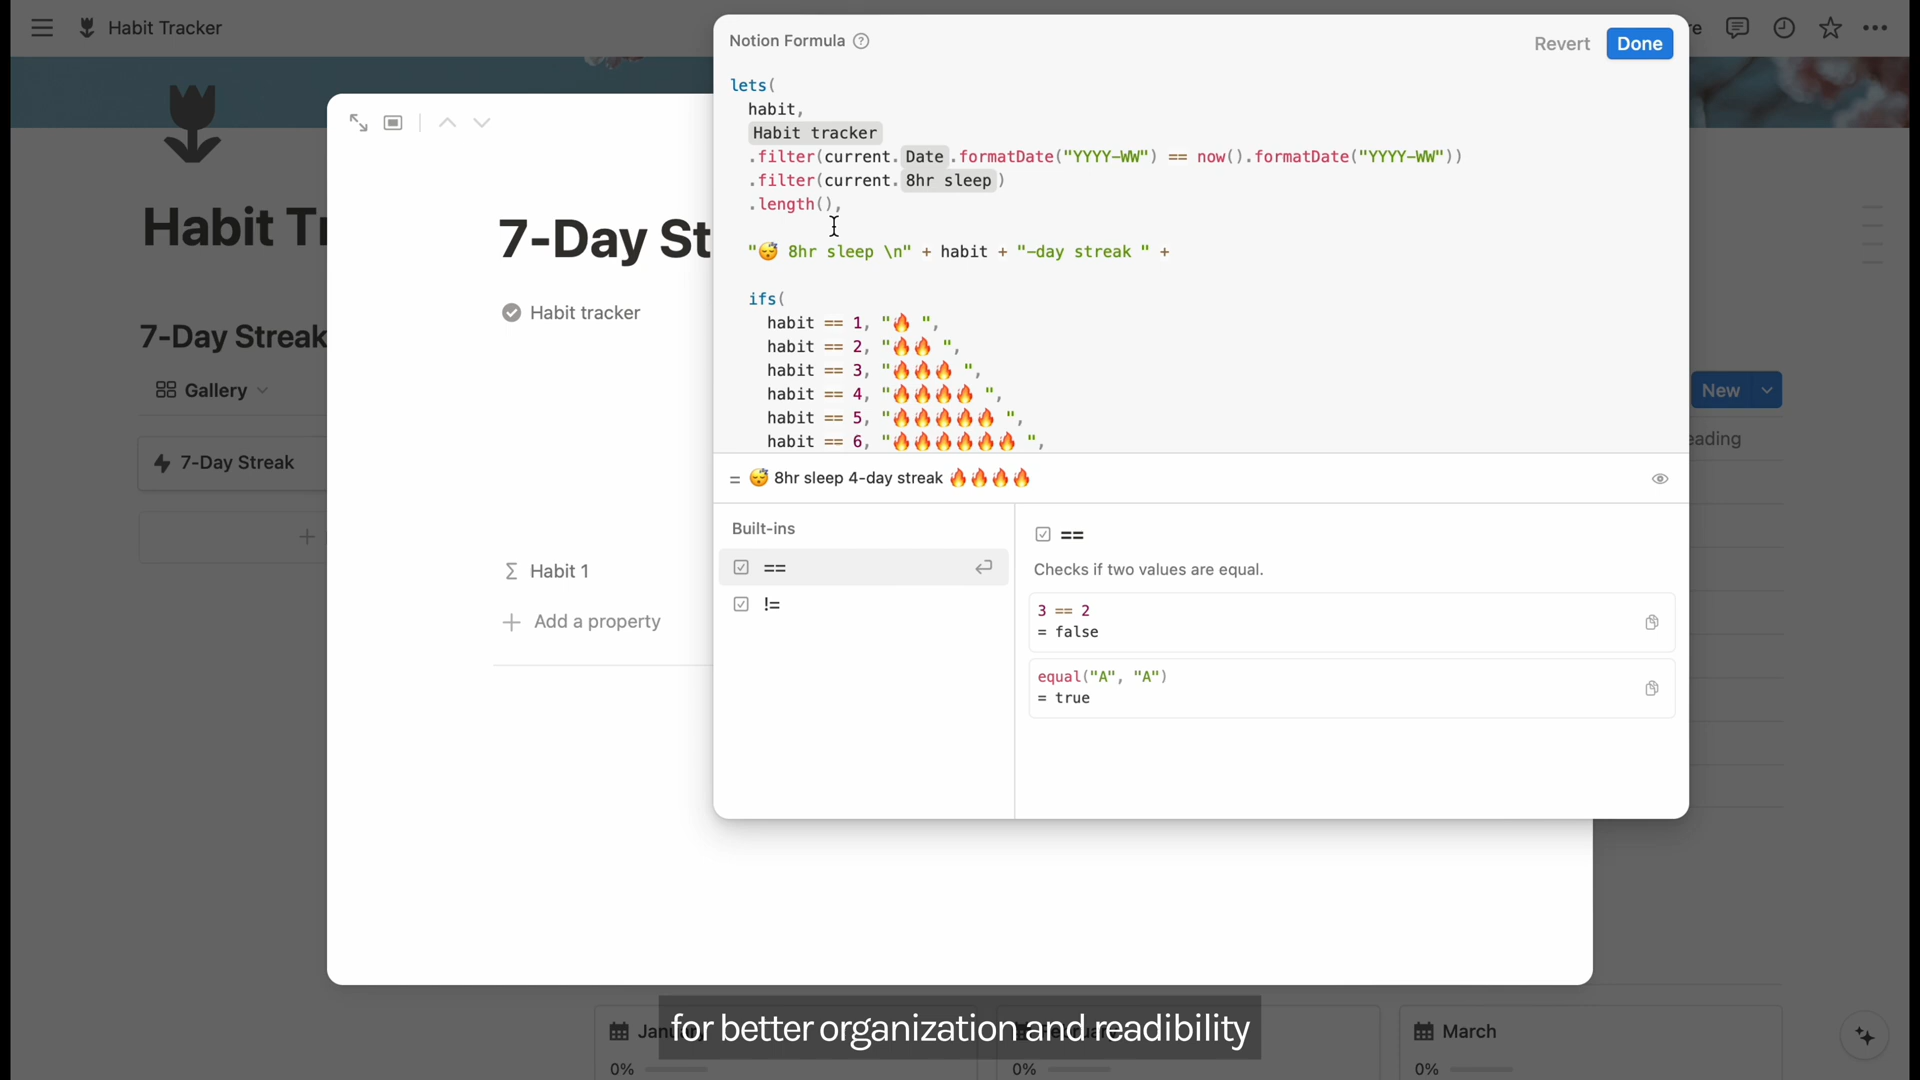 Habit Tracker
re
Habit Tr
7-Day Streak
Gallery
7-Day Streak
7-Day St
Habit tracker
Habit 1
Add a property
Notion Formula
Revert
Done
lets(
habit,
Habit tracker
.filter(current.Date.formatDate("YYYY-WW") == now().formatDate("YYYY-WW"))
.filter(current.8hr sleep)
.length(),
"😴 8hr sleep \n" + habit + "-day streak " +
ifs(
habit == 1, "🔥 ",
habit == 2, "🔥🔥 ",
habit == 3, "🔥🔥🔥 ",
habit == 4, "🔥🔥🔥🔥 ",
habit == 5, "🔥🔥🔥🔥🔥 ",
habit == 6, "🔥🔥🔥🔥🔥🔥 ",
= 😴 8hr sleep 4-day streak 🔥🔥🔥🔥
Built-ins
==
!=
==
Checks if two values are equal.
3 == 2
= false
equal("A", "A")
= true
New
eading
for better organization and readibility
March
0%
0%
0%